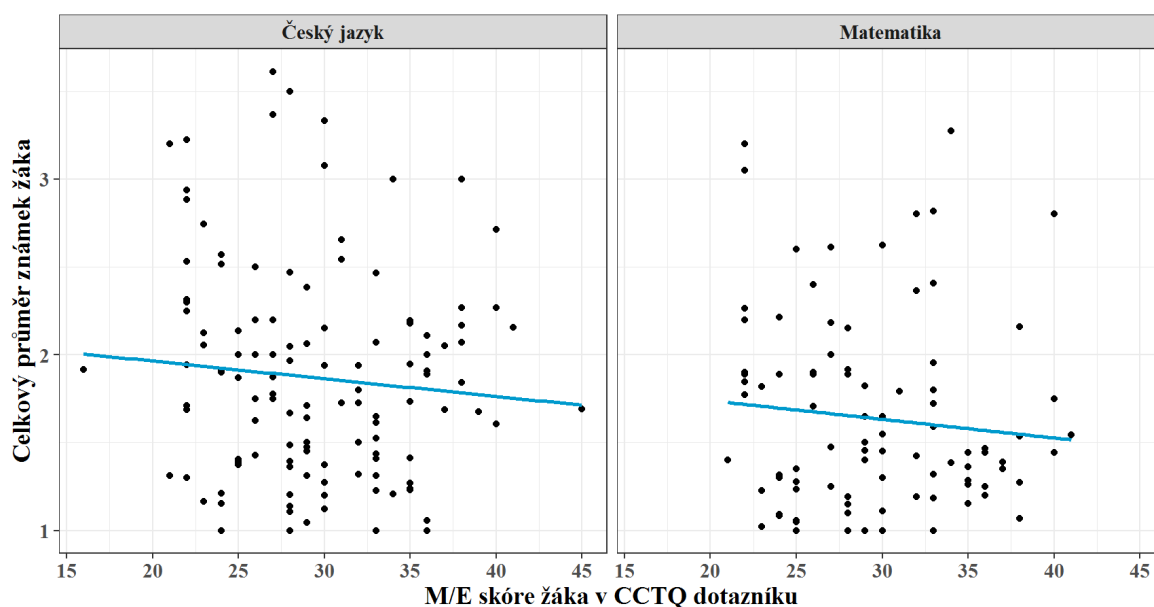 Český jazyk
Matematika
Celkový průměr známek žáka
3
2
1
15 20 25 30 35 40 45
15 20 25 30 35 40 45
M/E skóre žáka v CCTQ dotazníku